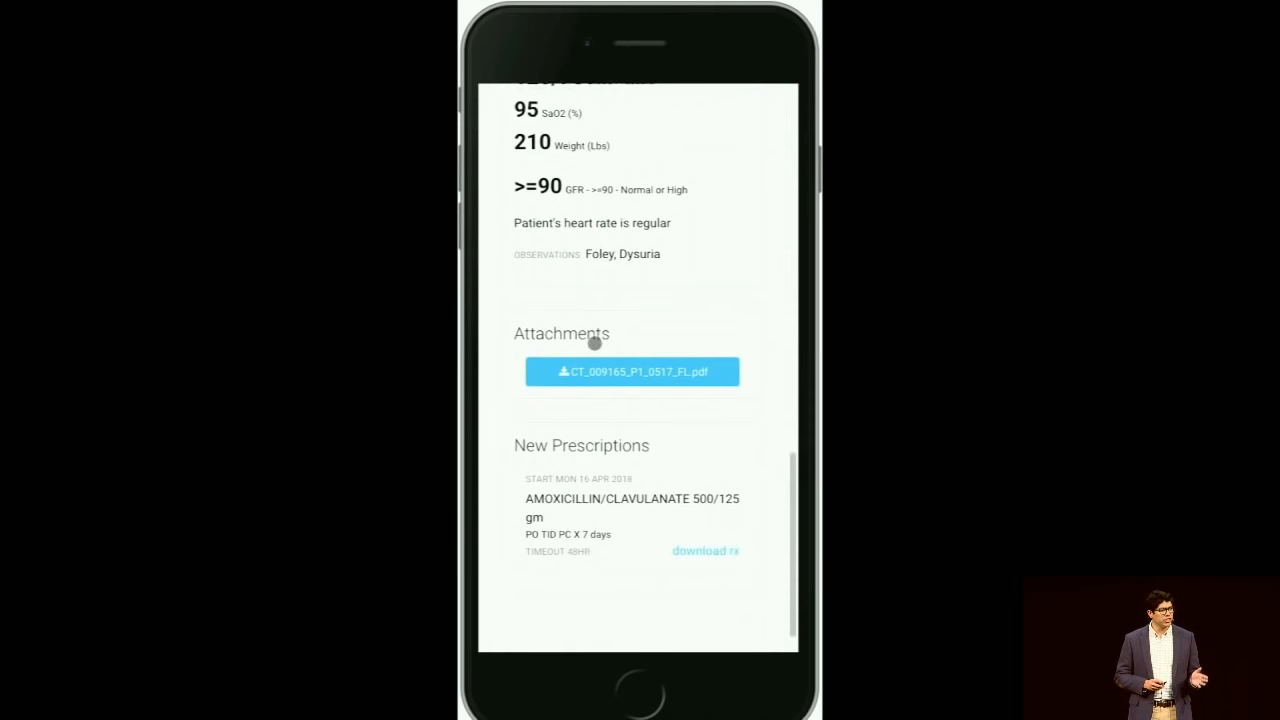 95 SaO2 (%)
210 Weight (Lbs)
>=90 GFR - >=90 - Normal or High
Patient's heart rate is regular
OBSERVATIONS: Foley, Dysuria
Attachments
CT_009165_P1_0517_FL.pdf
New Prescriptions
START MON 16 APR 2018
AMOXICILLIN/CLAVULANATE 500/125
gm
PO TID PC X 7 days
TIMEOUT 48HR
download rx